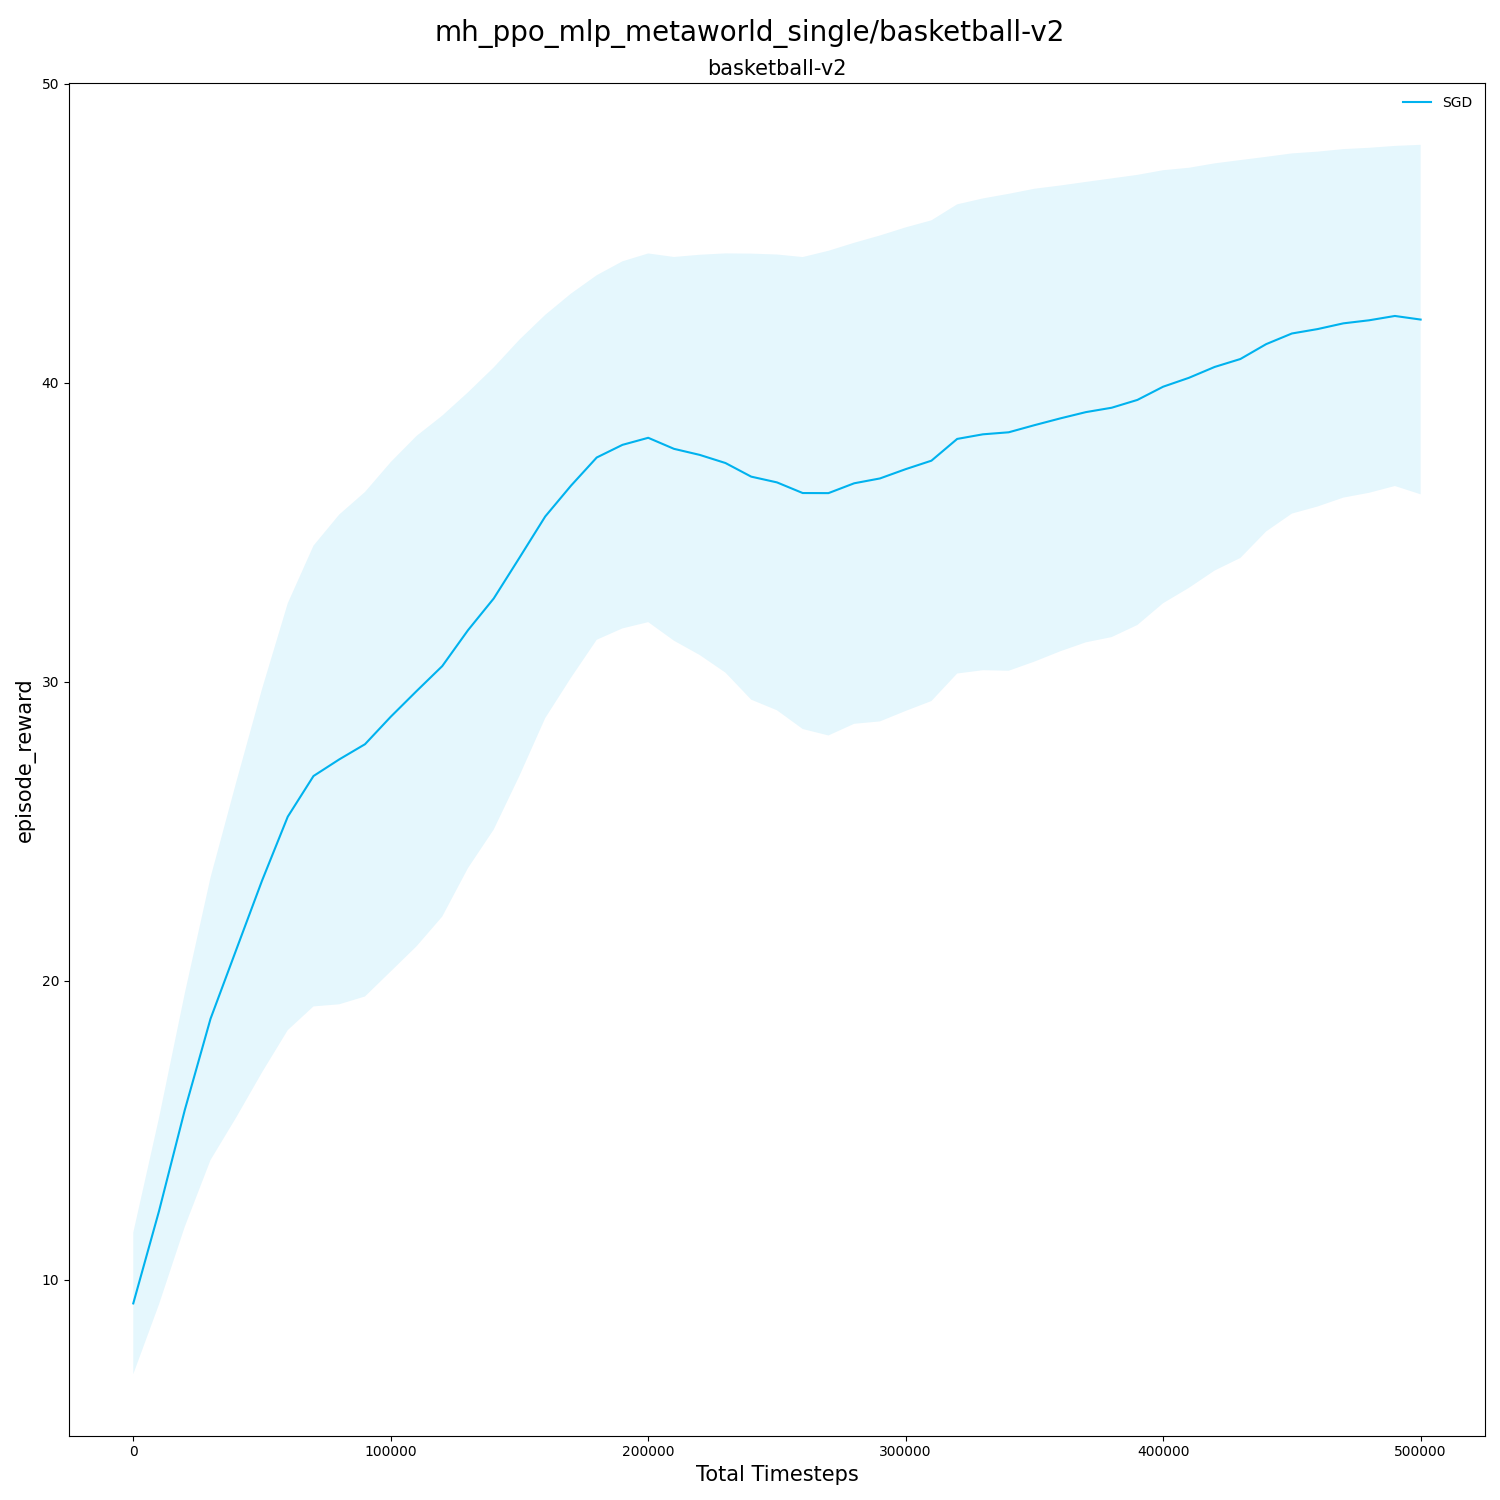 mh_ppo_mlp_metaworld_single/basketball-v2
basketball-v2
SGD
50
40
30
20
10
episode_reward
0 100000 200000 300000 400000 500000
Total Timesteps